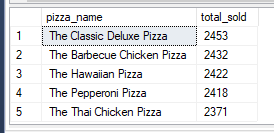 pizza_name total_sold
1 The Classic Deluxe Pizza 2453
2 The Barbecue Chicken Pizza 2432
3 The Hawaiian Pizza 2422
4 The Pepperoni Pizza 2418
5 The Thai Chicken Pizza 2371